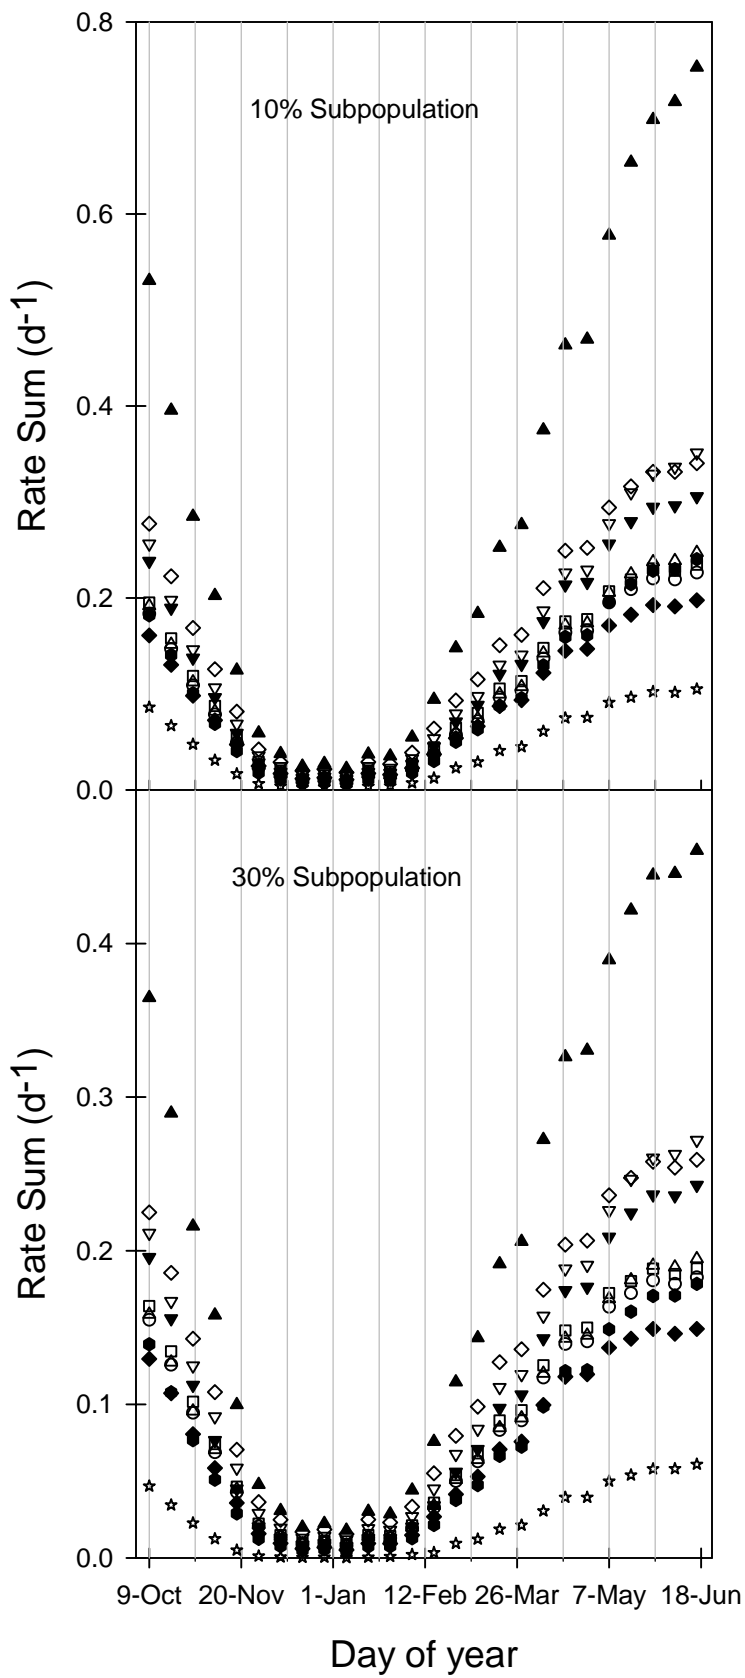 0.8
10% Subpopulation
0.6
Rate Sum (d-1)
0.4
0.2
0.0
30% Subpopulation
0.4
0.3
Rate Sum (d-1)
0.2
0.1
0.0
9-Oct 20-Nov 1-Jan 12-Feb 26-Mar 7-May 18-Jun
Day of year